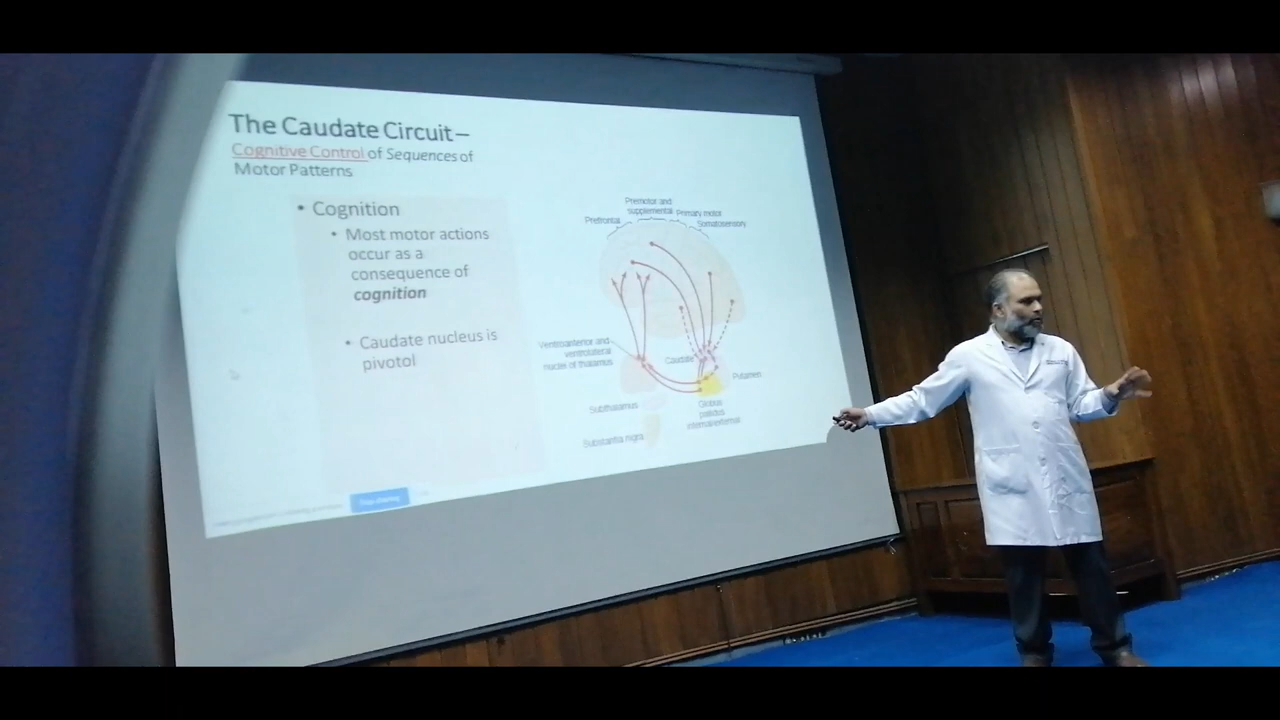 The Caudate Circuit –
Cognitive Control of Sequences of
Motor Patterns
• Cognition
• Most motor actions
occur as a
consequence of
cognition
• Caudate nucleus is
pivotol
Premotor and
supplemental
Primary motor
Prefrontal
Somatosensory
Ventroanterior and
ventrolateral
nuclei of thalamus
Caudate
Putamen
Subthalamus
Globus
pallidus
internal/external
Substantia nigra
Stop sharing